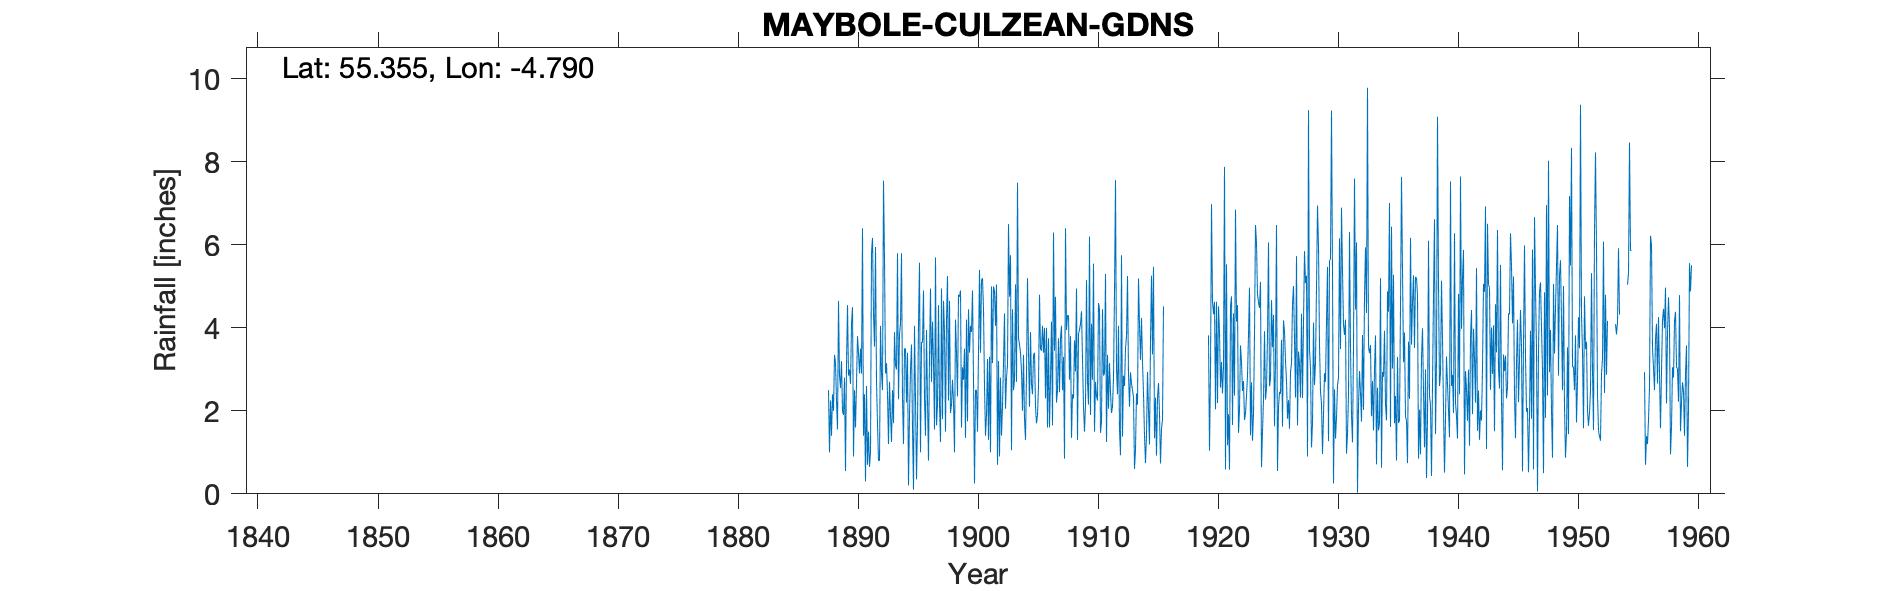 MAYBOLE-CULZEAN-GDNS
Lat: 55.355, Lon: -4.790
10
8
6
4
2
0
Rainfall [inches]
1840 1850 1860 1870 1880 1890 1900 1910 1920 1930 1940 1950 1960
Year